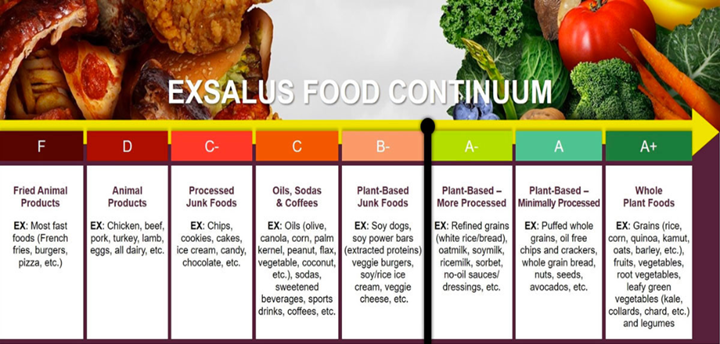 EXSALUS FOOD CONTINUUM
F
D
C-
C
B-
A-
A
A+
Fried Animal
Products
EX: Most fast
foods (French
fries, burgers,
pizza, etc.)
Animal
Products
EX: Chicken, beef,
pork, turkey, lamb,
eggs, all dairy, etc.
Processed
Junk Foods
EX: Chips,
cookies, cakes,
ice cream, candy,
chocolate, etc.
Oils, Sodas
& Coffees
EX: Oils (olive,
canola, corn, palm
kernel, peanut, flax,
vegetable, coconut,
etc.), sodas,
sweetened
beverages, sports
drinks, coffees, etc.
Plant-Based
Junk Foods
EX: Soy dogs,
soy power bars
(extracted proteins)
veggie burgers,
soy/rice ice
cream, veggie
cheese, etc.
Plant-Based –
More Processed
EX: Refined grains
(white rice/bread),
oatmilk, soymilk,
ricemilk, sorbet,
no-oil sauces/
dressings, etc.
Plant-Based –
Minimally Processed
EX: Puffed whole
grains, oil free
chips and crackers,
whole grain bread,
nuts, seeds,
avocados, etc.
Whole
Plant Foods
EX: Grains (rice,
corn, quinoa, kamut,
oats, barley, etc.),
fruits, vegetables,
root vegetables,
leafy green
vegetables (kale,
collards, chard, etc.)
and legumes